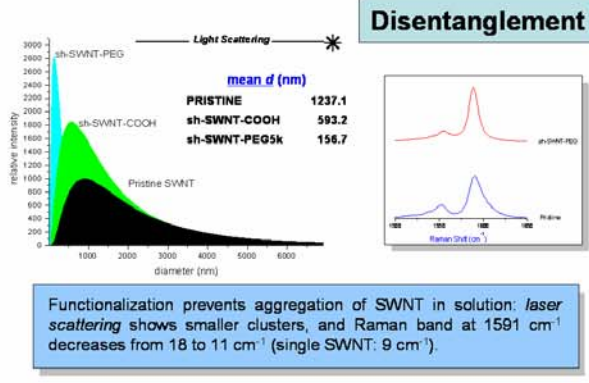 Disentanglement
Light Scattering
mean d (nm)
PRISTINE 1237.1
sh-SWNT-COOH 593.2
sh-SWNT-PEG5k 156.7
relative intensity
3000
2800
2600
2400
2200
2000
1800
1600
1400
1200
1000
800
600
400
200
0
sh-SWNT-PEG
sh-SWNT-COOH
Pristine SWNT
1000 2000 3000 4000 5000 6000
diameter (nm)
sh-SWNT-PEG
Pristine
Raman Shift (cm⁻¹)
Functionalization prevents aggregation of SWNT in solution: laser
scattering shows smaller clusters, and Raman band at 1591 cm⁻¹
decreases from 18 to 11 cm⁻¹ (single SWNT: 9 cm⁻¹).